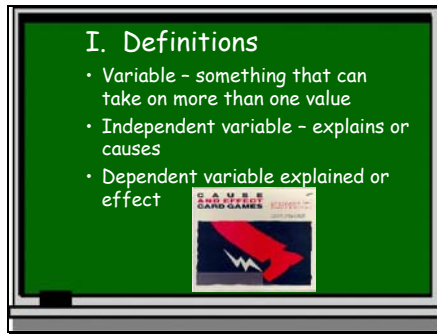 I. Definitions
• Variable – something that can
take on more than one value
• Independent variable – explains or
causes
• Dependent variable explained or
effect
CAUSE
AND EFFECT
CARD GAMES